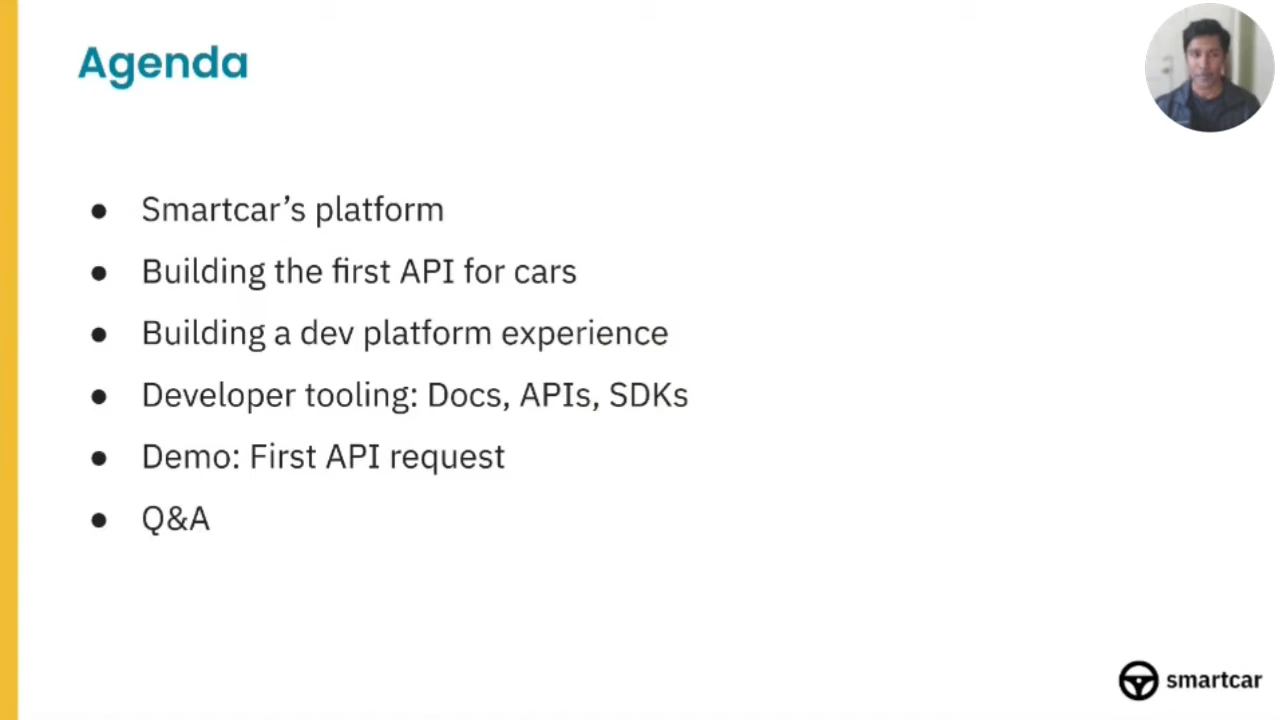 Agenda
● Smartcar’s platform
● Building the first API for cars
● Building a dev platform experience
● Developer tooling: Docs, APIs, SDKs
● Demo: First API request
● Q&A
smartcar